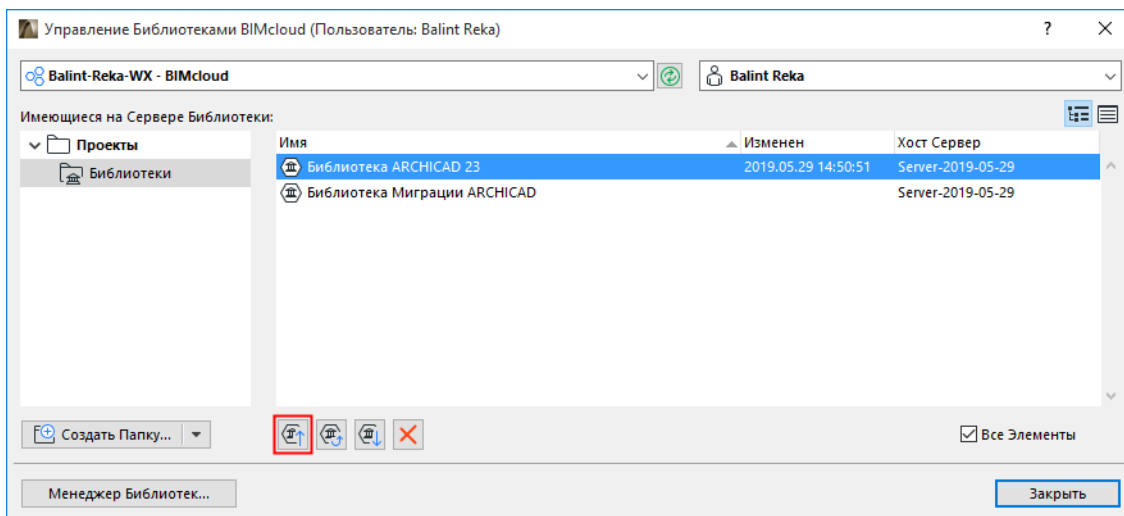 Управление Библиотеками BIMcloud (Пользователь: Balint Reka)
Balint-Reka-WX - BIMcloud
Balint Reka
Имеющиеся на Сервере Библиотеки:
Проекты
Библиотеки
Имя Изменен Хост Сервер
Библиотека ARCHICAD 23 2019.05.29 14:50:51 Server-2019-05-29
Библиотека Миграции ARCHICAD Server-2019-05-29
Создать Папку...
Все Элементы
Менеджер Библиотек...
Закрыть